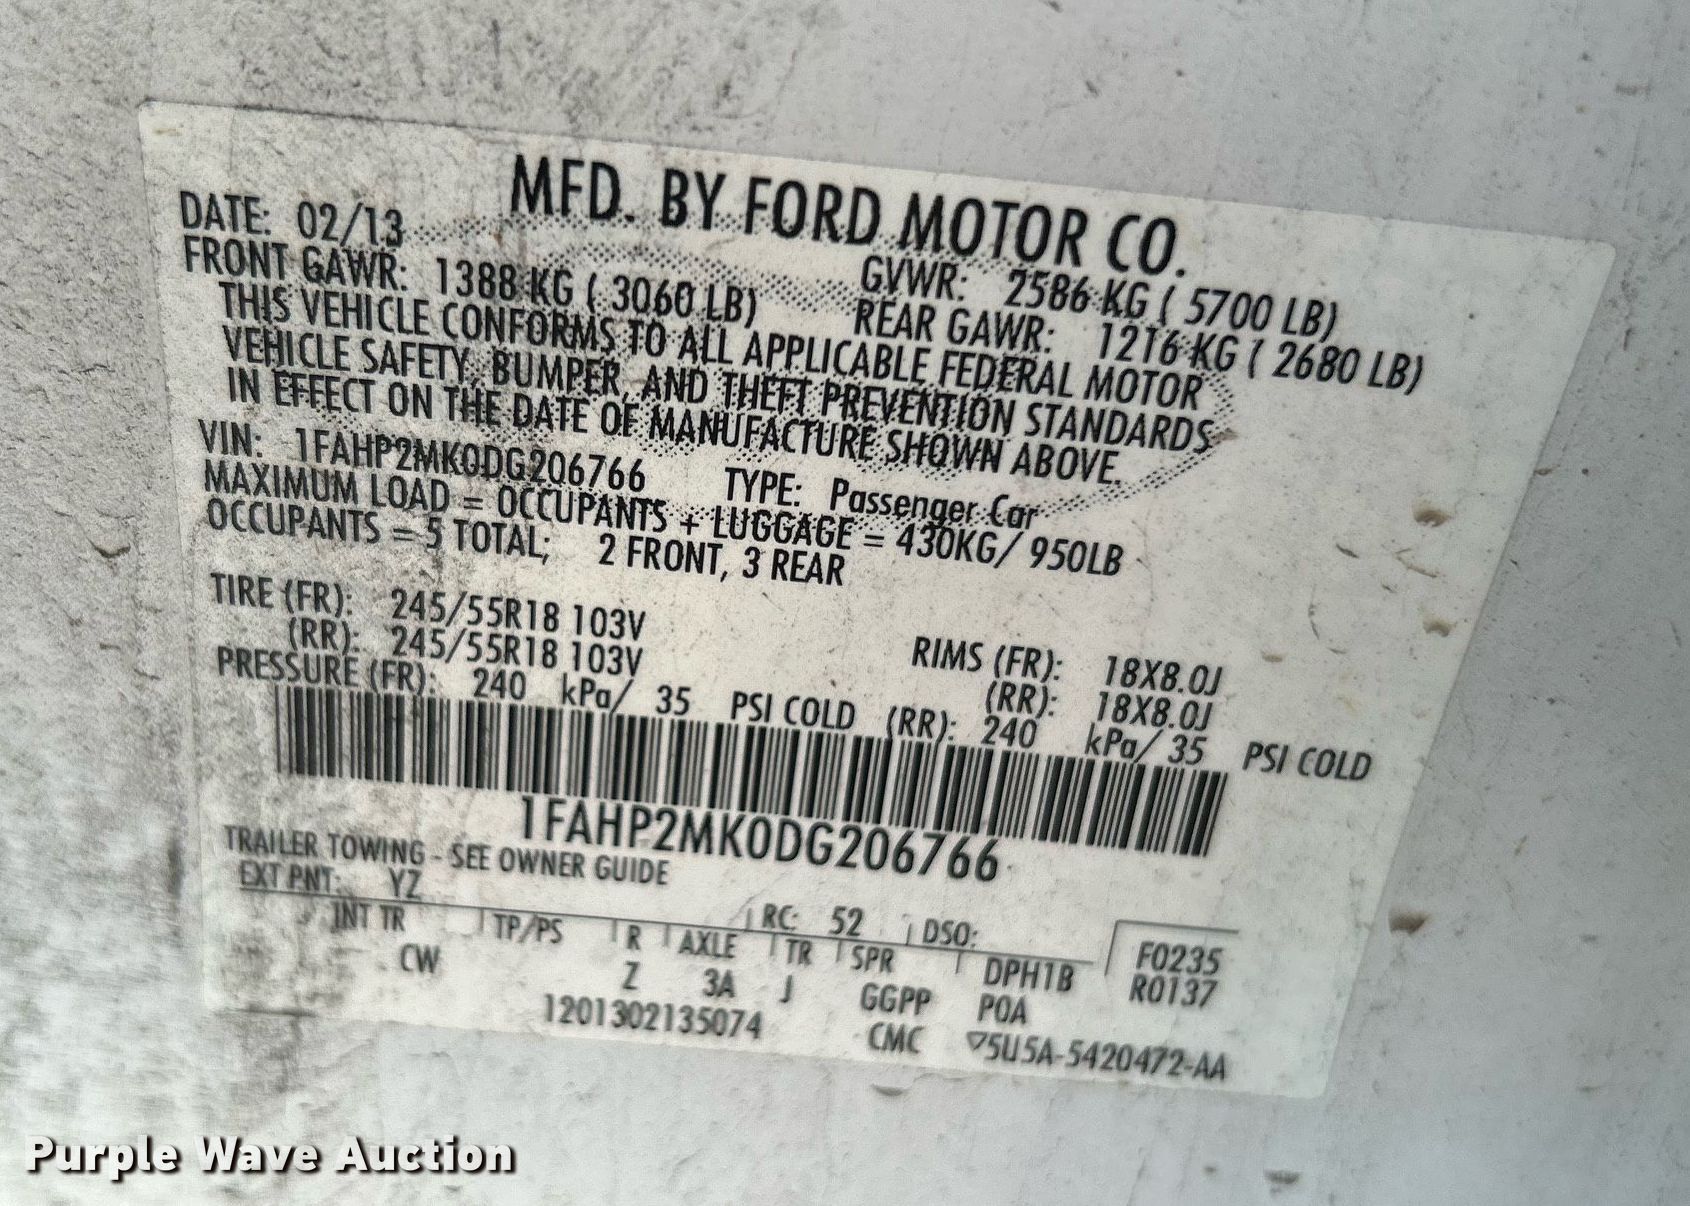 MFD. BY FORD MOTOR CO.
DATE: 02/13 GVWR: 2586 KG ( 5700 LB)
FRONT GAWR: 1388 KG ( 3060 LB) REAR GAWR: 1216 KG ( 2680 LB)
THIS VEHICLE CONFORMS TO ALL APPLICABLE FEDERAL MOTOR
VEHICLE SAFETY, BUMPER, AND THEFT PREVENTION STANDARDS
IN EFFECT ON THE DATE OF MANUFACTURE SHOWN ABOVE.
VIN: 1FAHP2MK0DG206766 TYPE: Passenger Car
MAXIMUM LOAD = OCCUPANTS + LUGGAGE = 430KG/ 950LB
OCCUPANTS = 5 TOTAL; 2 FRONT, 3 REAR
TIRE (FR): 245/55R18 103V RIMS (FR): 18X8.0J
(RR): 245/55R18 103V (RR): 18X8.0J
PRESSURE (FR): 240 kPa/ 35 PSI COLD (RR): 240 kPa/ 35 PSI COLD
1FAHP2MK0DG206766
TRAILER TOWING - SEE OWNER GUIDE
EXT PNT: YZ RC: 52 DSO: F0235
INT TR TP/PS R AXLE TR SPR DPH1B R0137
CW Z 3A J GGPP POA
1201302135074 CMC ▽5U5A-5420472-AA
Purple Wave Auction